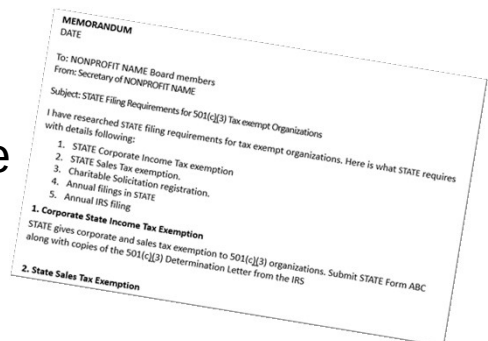 MEMORANDUM
DATE
To: NONPROFIT NAME Board members
From: Secretary of NONPROFIT NAME
Subject: STATE Filing Requirements for 501(c)(3) Tax exempt Organizations
I have researched STATE filing requirements for tax exempt organizations. Here is what STATE requires
with details following:
1. STATE Corporate Income Tax exemption
2. STATE Sales Tax exemption.
3. Charitable Solicitation registration.
4. Annual filings in STATE
5. Annual IRS filing
1. Corporate State Income Tax Exemption
STATE gives corporate and sales tax exemption to 501(c)(3) organizations. Submit STATE Form ABC
along with copies of the 501(c)(3) Determination Letter from the IRS
2. State Sales Tax Exemption
e